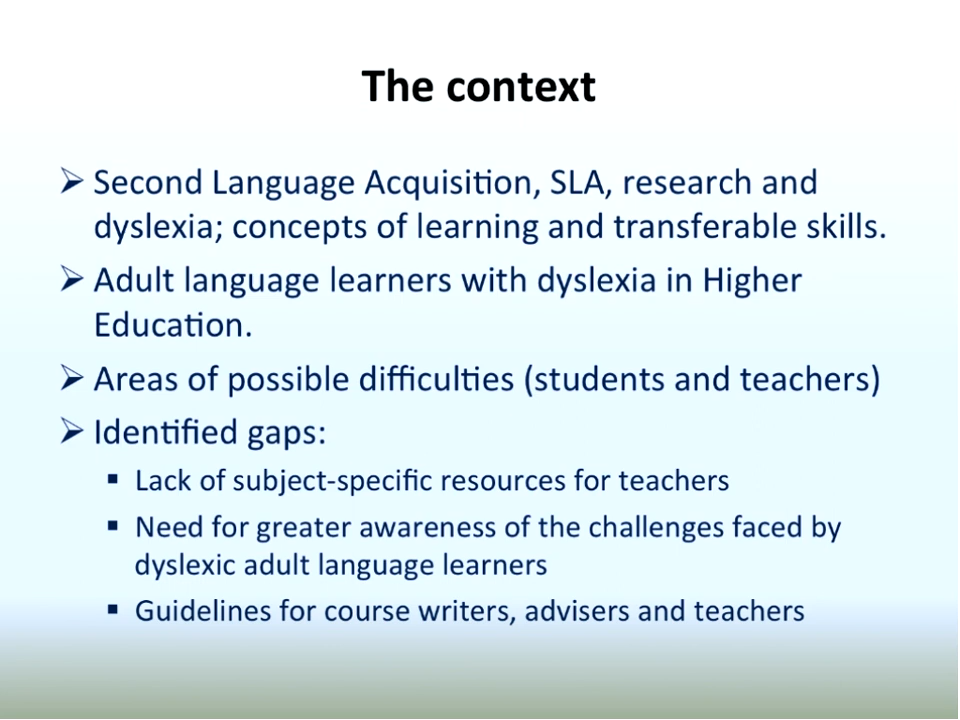 The context
➢ Second Language Acquisition, SLA, research and
dyslexia; concepts of learning and transferable skills.
➢ Adult language learners with dyslexia in Higher
Education.
➢ Areas of possible difficulties (students and teachers)
➢ Identified gaps:
▪ Lack of subject-specific resources for teachers
▪ Need for greater awareness of the challenges faced by
dyslexic adult language learners
▪ Guidelines for course writers, advisers and teachers